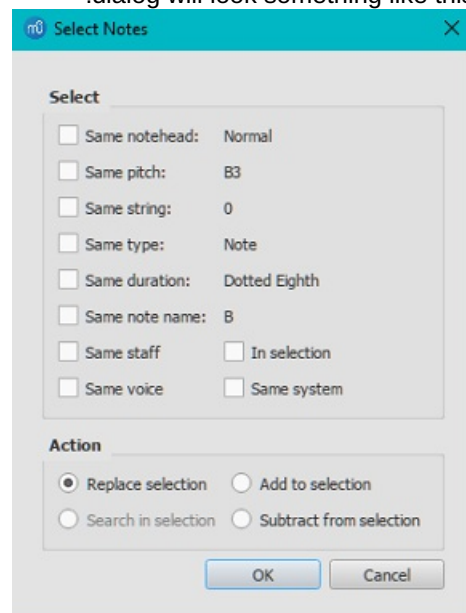 .dialog will look something like this
Select Notes
Select
Same notehead: Normal
Same pitch: B3
Same string: 0
Same type: Note
Same duration: Dotted Eighth
Same note name: B
Same staff In selection
Same voice Same system
Action
Replace selection Add to selection
Search in selection Subtract from selection
OK Cancel